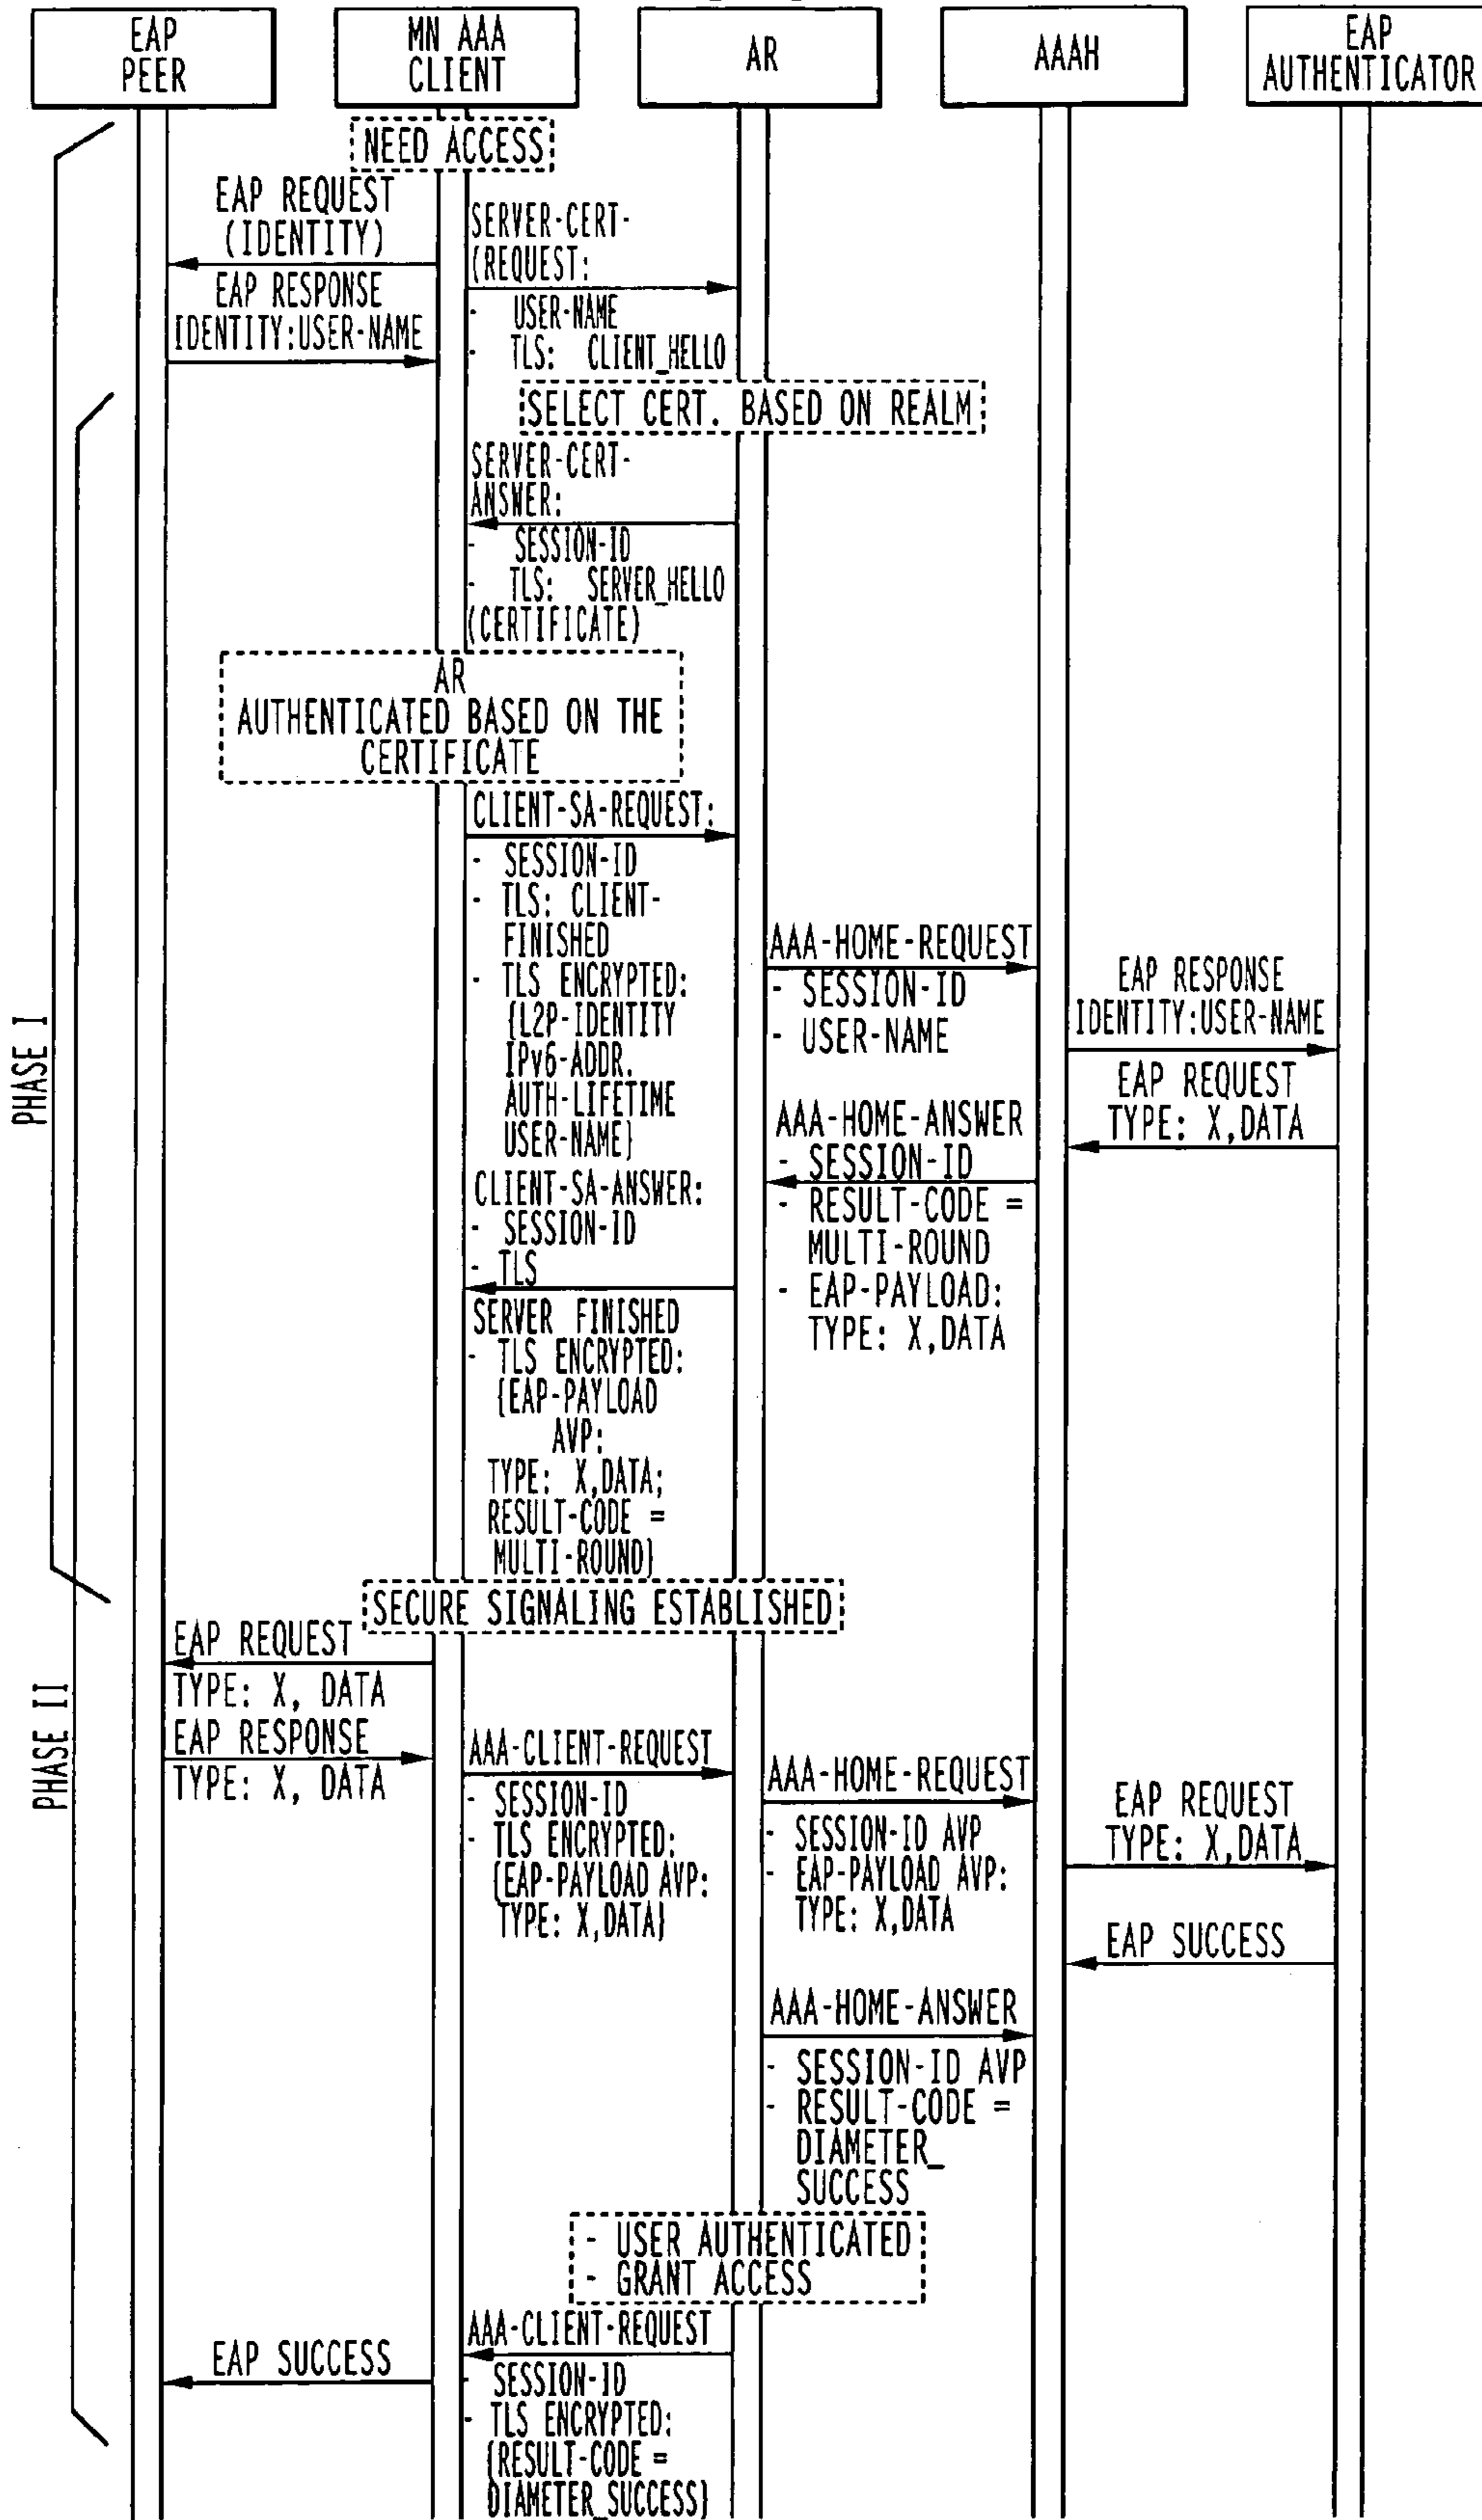 EAP
PEER
MN AAA
CLIENT
AR
AAAH
EAP
AUTHENTICATOR
NEED ACCESS
EAP REQUEST
(IDENTITY)
SERVER-CERT-
(REQUEST:
EAP RESPONSE
IDENTITY:USER-NAME
- USER-NAME
- TLS: CLIENT_HELLO
SELECT CERT. BASED ON REALM
SERVER-CERT-
ANSWER:
- SESSION-ID
- TLS: SERVER_HELLO
(CERTIFICATE)
AR
AUTHENTICATED BASED ON THE
CERTIFICATE
CLIENT-SA-REQUEST:
- SESSION-ID
- TLS: CLIENT-
FINISHED
- TLS ENCRYPTED:
{L2P-IDENTITY
IPv6-ADDR.
AUTH-LIFETIME
USER-NAME}
AAA-HOME-REQUEST
- SESSION-ID
- USER-NAME
EAP RESPONSE
IDENTITY:USER-NAME
EAP REQUEST
TYPE: X,DATA
PHASE I
AAA-HOME-ANSWER
- SESSION-ID
- RESULT-CODE =
MULTI-ROUND
- EAP-PAYLOAD:
TYPE: X,DATA
CLIENT-SA-ANSWER:
- SESSION-ID
- TLS
SERVER FINISHED
- TLS ENCRYPTED:
{EAP-PAYLOAD
AVP:
TYPE: X,DATA;
RESULT-CODE =
MULTI-ROUND}
SECURE SIGNALING ESTABLISHED
EAP REQUEST
TYPE: X, DATA
EAP RESPONSE
TYPE: X, DATA
PHASE II
AAA-CLIENT-REQUEST
- SESSION-ID
- TLS ENCRYPTED:
{EAP-PAYLOAD AVP:
TYPE: X,DATA}
AAA-HOME-REQUEST
- SESSION-ID AVP
- EAP-PAYLOAD AVP:
TYPE: X,DATA
EAP REQUEST
TYPE: X,DATA
EAP SUCCESS
AAA-HOME-ANSWER
- SESSION-ID AVP
- RESULT-CODE =
DIAMETER_
SUCCESS
- USER AUTHENTICATED
- GRANT ACCESS
AAA-CLIENT-REQUEST
EAP SUCCESS
- SESSION-ID
- TLS ENCRYPTED:
{RESULT-CODE =
DIAMETER_SUCCESS}